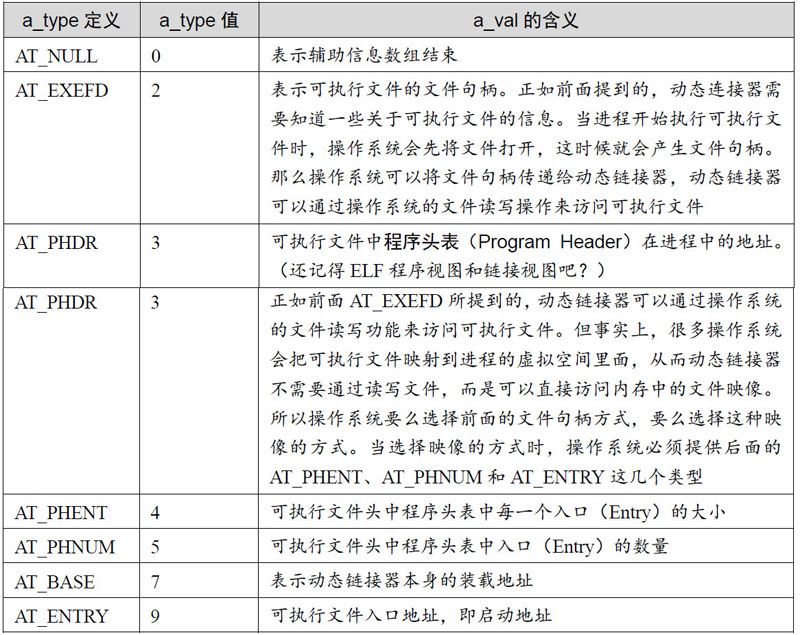 a_type 定义 a_type 值 a_val 的含义
AT_NULL 0 表示辅助信息数组结束
AT_EXEFD 2 表示可执行文件的文件句柄。正如前面提到的，动态连接器需
要知道一些关于可执行文件的信息。当进程开始执行可执行文
件时，操作系统会先将文件打开，这时候就会产生文件句柄。
那么操作系统可以将文件句柄传递给动态链接器，动态链接器
可以通过操作系统的文件读写操作来访问可执行文件
AT_PHDR 3 可执行文件中程序头表（Program Header）在进程中的地址。
（还记得 ELF 程序视图和链接视图吧？）
AT_PHDR 3 正如前面 AT_EXEFD 所提到的，动态链接器可以通过操作系统
的文件读写功能来访问可执行文件。但事实上，很多操作系统
会把可执行文件映射到进程的虚拟空间里面，从而动态链接器
不需要通过读写文件，而是可以直接访问内存中的文件映像。
所以操作系统要么选择前面的文件句柄方式，要么选择这种映
像的方式。当选择映像的方式时，操作系统必须提供后面的
AT_PHENT、AT_PHNUM 和 AT_ENTRY 这几个类型
AT_PHENT 4 可执行文件头中程序头表中每一个入口（Entry）的大小
AT_PHNUM 5 可执行文件头中程序头表中入口（Entry）的数量
AT_BASE 7 表示动态链接器本身的装载地址
AT_ENTRY 9 可执行文件入口地址，即启动地址